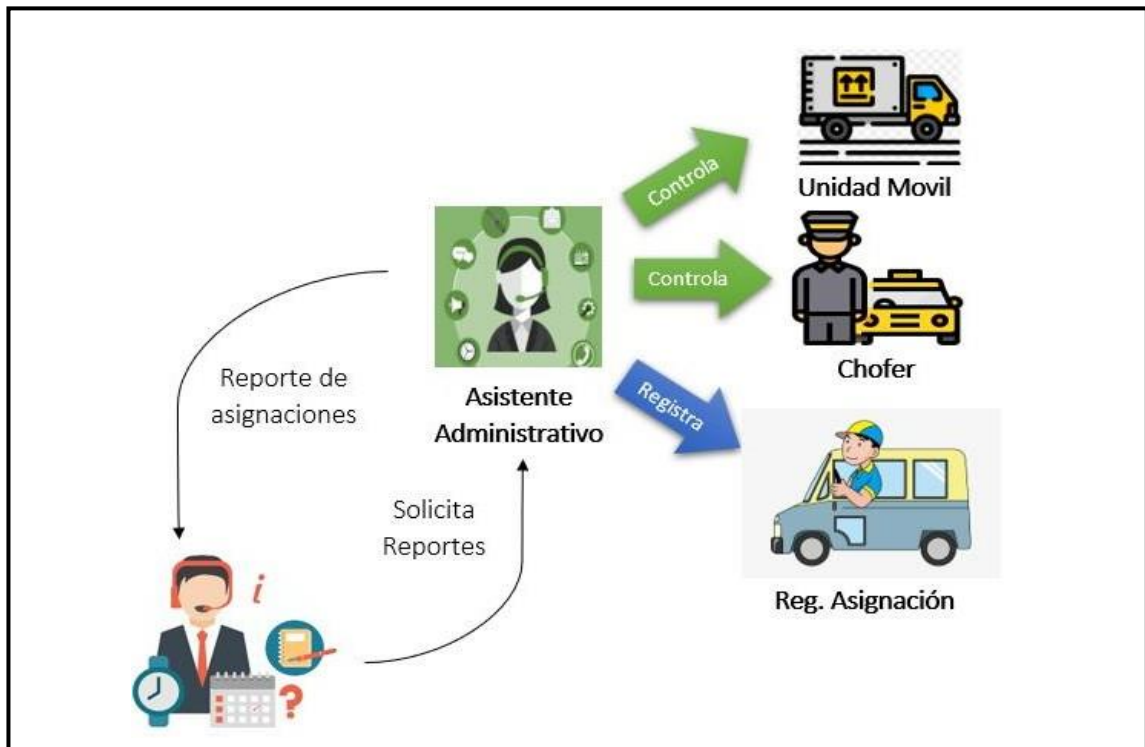 Controla
Unidad Movil
Controla
Chofer
Reporte de
asignaciones
Asistente
Administrativo
Registra
Solicita
Reportes
i
?
Reg. Asignación